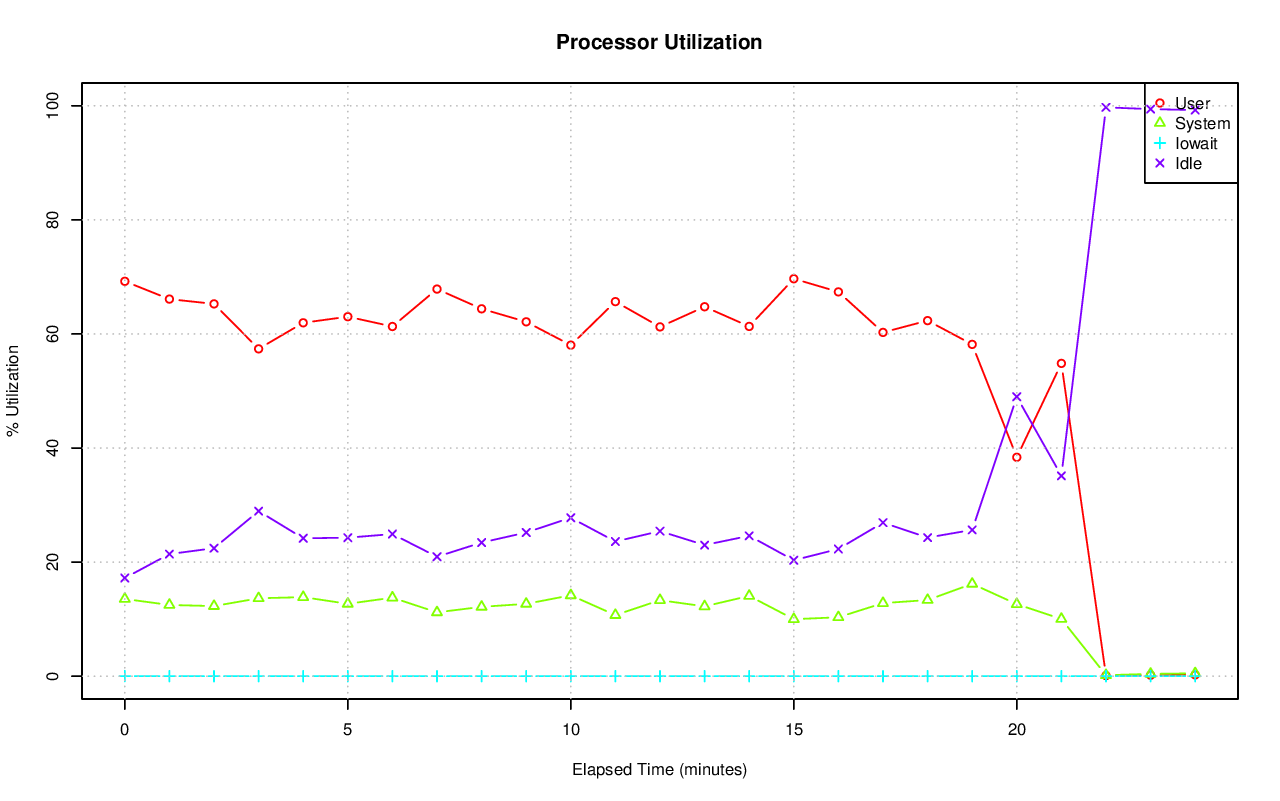 Processor Utilization
% Utilization
100
80
60
40
20
0
User
System
Iowait
Idle
0 5 10 15 20
Elapsed Time (minutes)